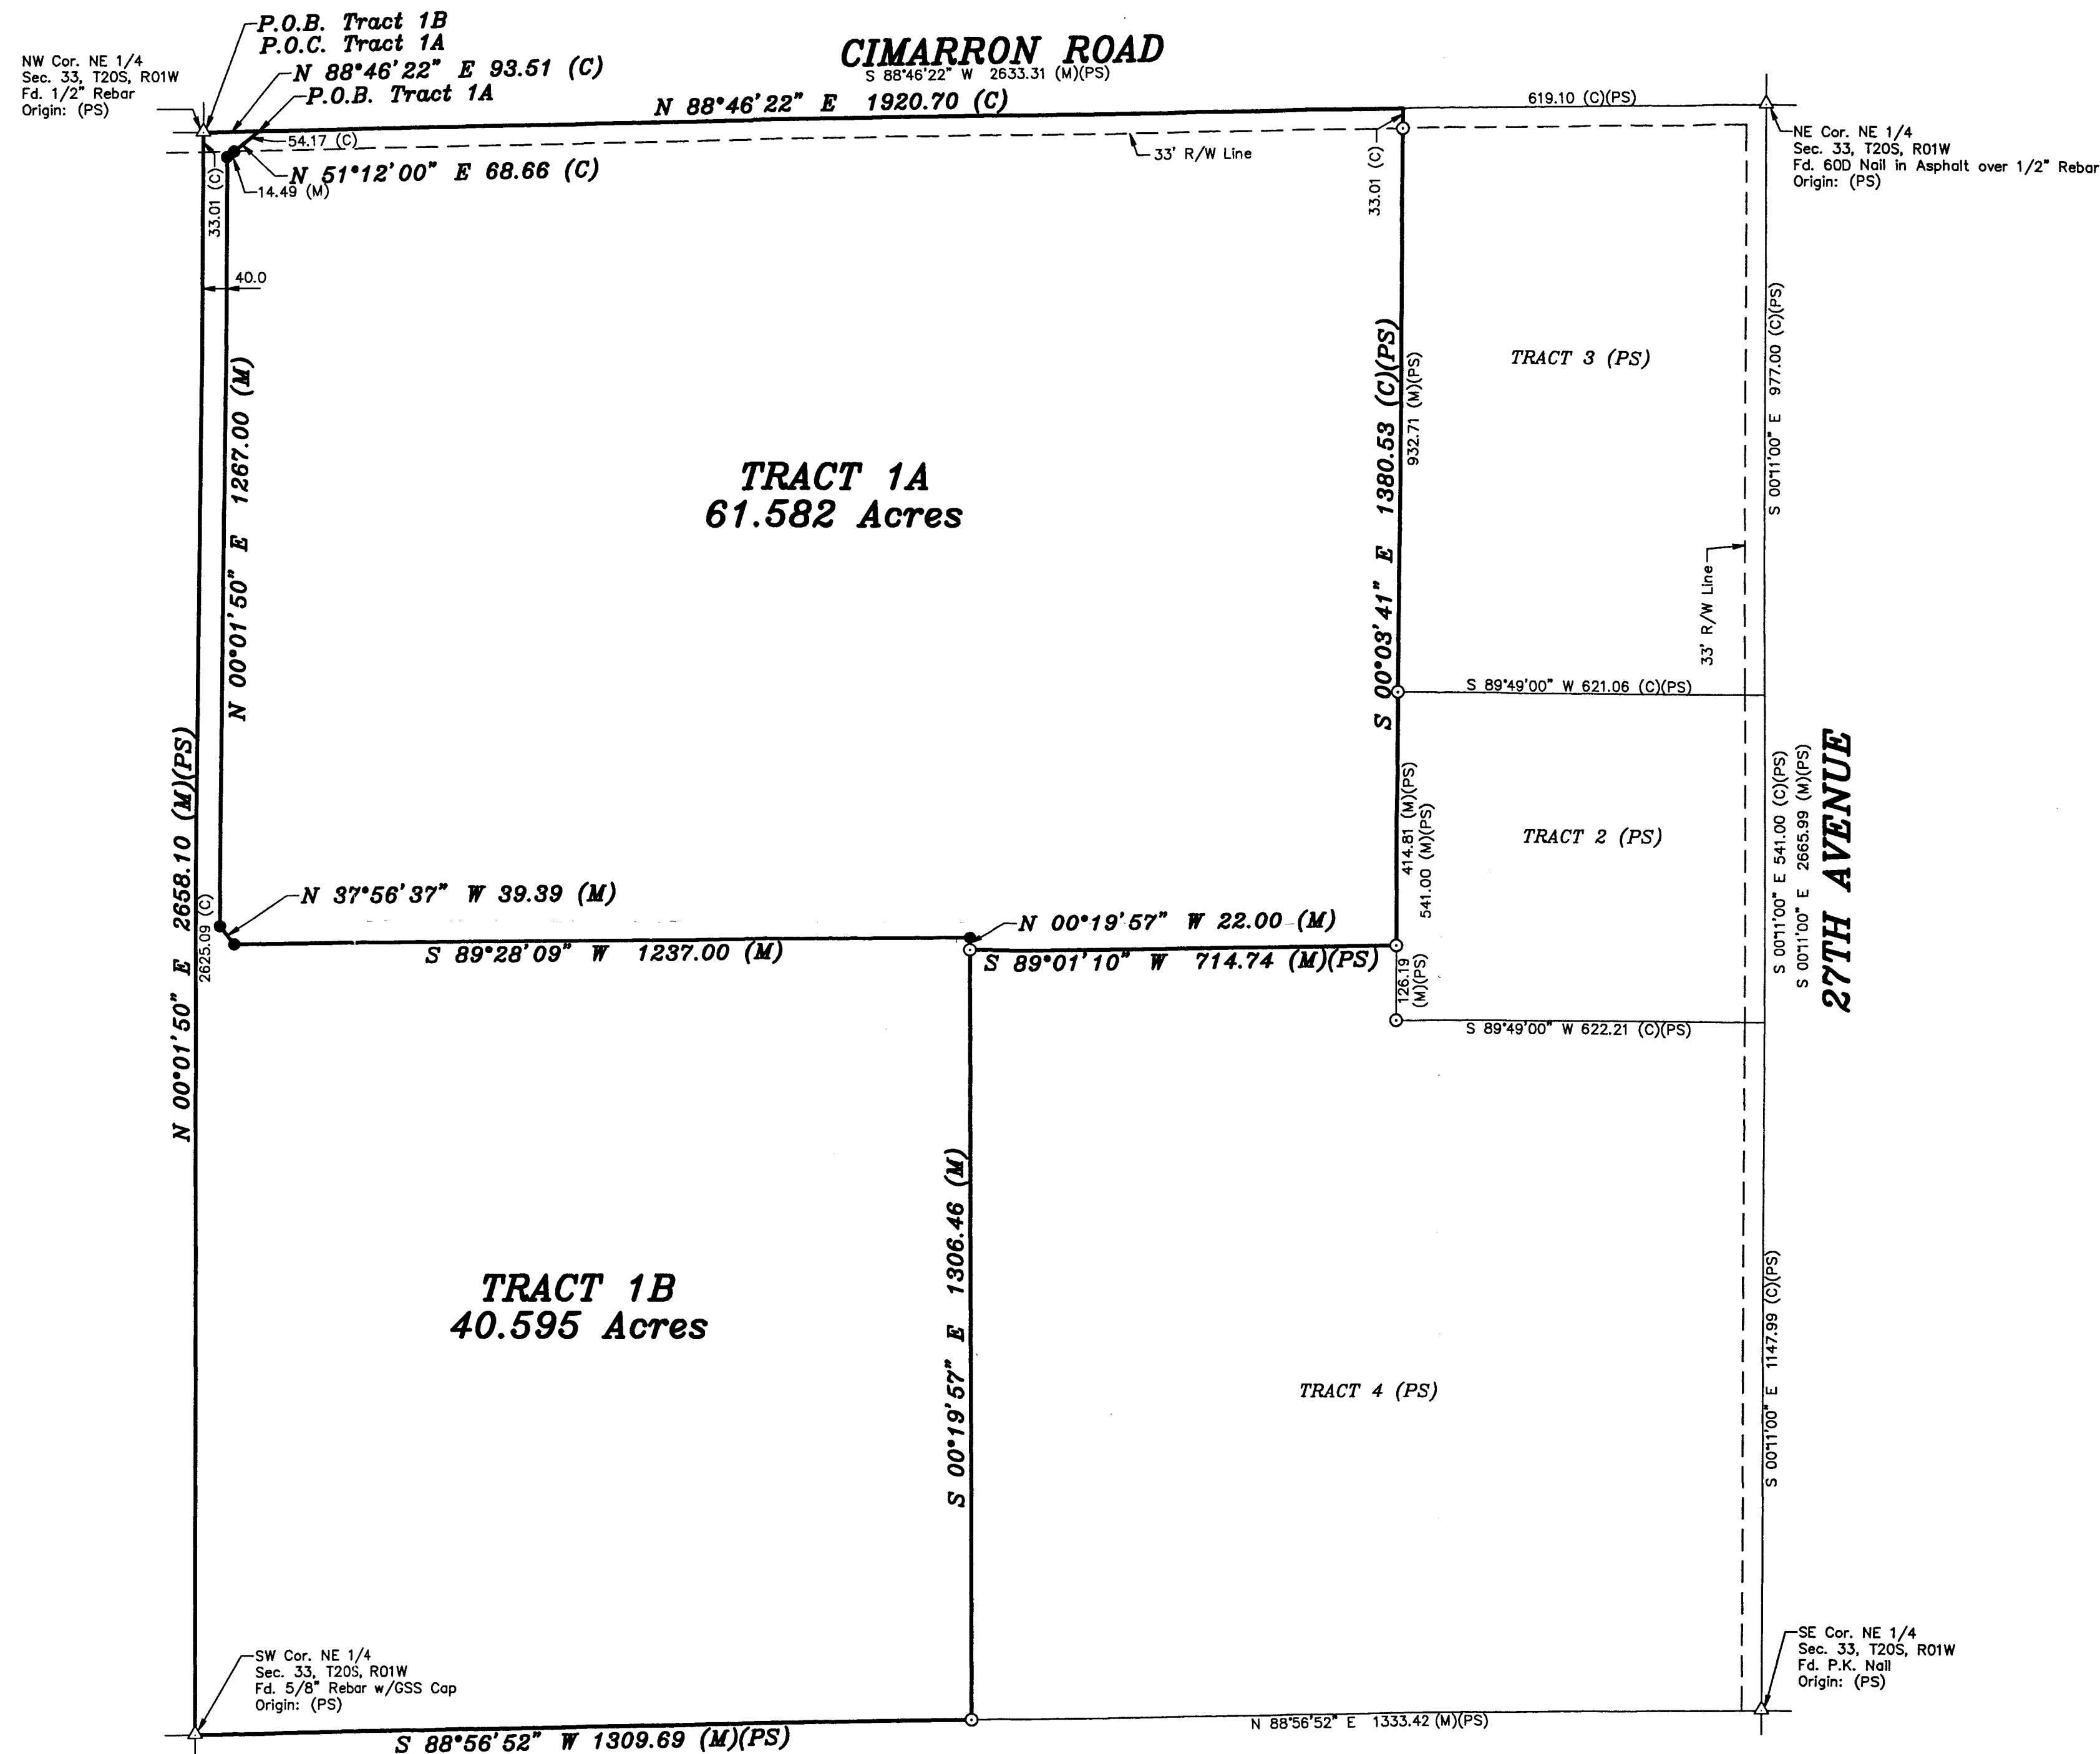 P.O.B. Tract 1B
P.O.C. Tract 1A
N 88°46'22" E 93.51 (C)
P.O.B. Tract 1A
NW Cor. NE 1/4
Sec. 33, T20S, R01W
Fd. 1/2" Rebar
Origin: (PS)
CIMARRON ROAD
S 88°46'22" W 2633.31 (M)(PS)
N 88°46'22" E 1920.70 (C)
619.10 (C)(PS)
NE Cor. NE 1/4
Sec. 33, T20S, R01W
Fd. 60D Nail in Asphalt over 1/2" Rebar
Origin: (PS)
54.17 (C)
N 51°12'00" E 68.66 (C)
14.49 (M)
33.01 (C)
33' R/W Line
33.01 (C)
40.0
N 00°01'50" E 1267.00 (M)
TRACT 1A
61.582 Acres
S 00°03'41" E 1380.53 (C)(PS)
932.71 (M)(PS)
TRACT 3 (PS)
S 00°11'00" E 977.00 (C)(PS)
33' R/W Line
S 89°49'00" W 621.06 (C)(PS)
N 00°01'50" E 2658.10 (M)(PS)
2625.09 (C)
414.81 (M)(PS)
541.00 (M)(PS)
TRACT 2 (PS)
S 00°11'00" E 541.00 (C)(PS)
S 00°11'00" E 2665.99 (M)(PS)
27TH AVENUE
N 37°56'37" W 39.39 (M)
N 00°19'57" W 22.00 (M)
S 89°28'09" W 1237.00 (M)
S 89°01'10" W 714.74 (M)(PS)
126.19
(M)(PS)
S 89°49'00" W 622.21 (C)(PS)
S 00°19'57" E 1306.46 (M)
TRACT 1B
40.595 Acres
TRACT 4 (PS)
S 00°11'00" E 1147.99 (C)(PS)
SW Cor. NE 1/4
Sec. 33, T20S, R01W
Fd. 5/8" Rebar w/GSS Cap
Origin: (PS)
SE Cor. NE 1/4
Sec. 33, T20S, R01W
Fd. P.K. Nail
Origin: (PS)
S 88°56'52" W 1309.69 (M)(PS)
N 88°56'52" E 1333.42 (M)(PS)